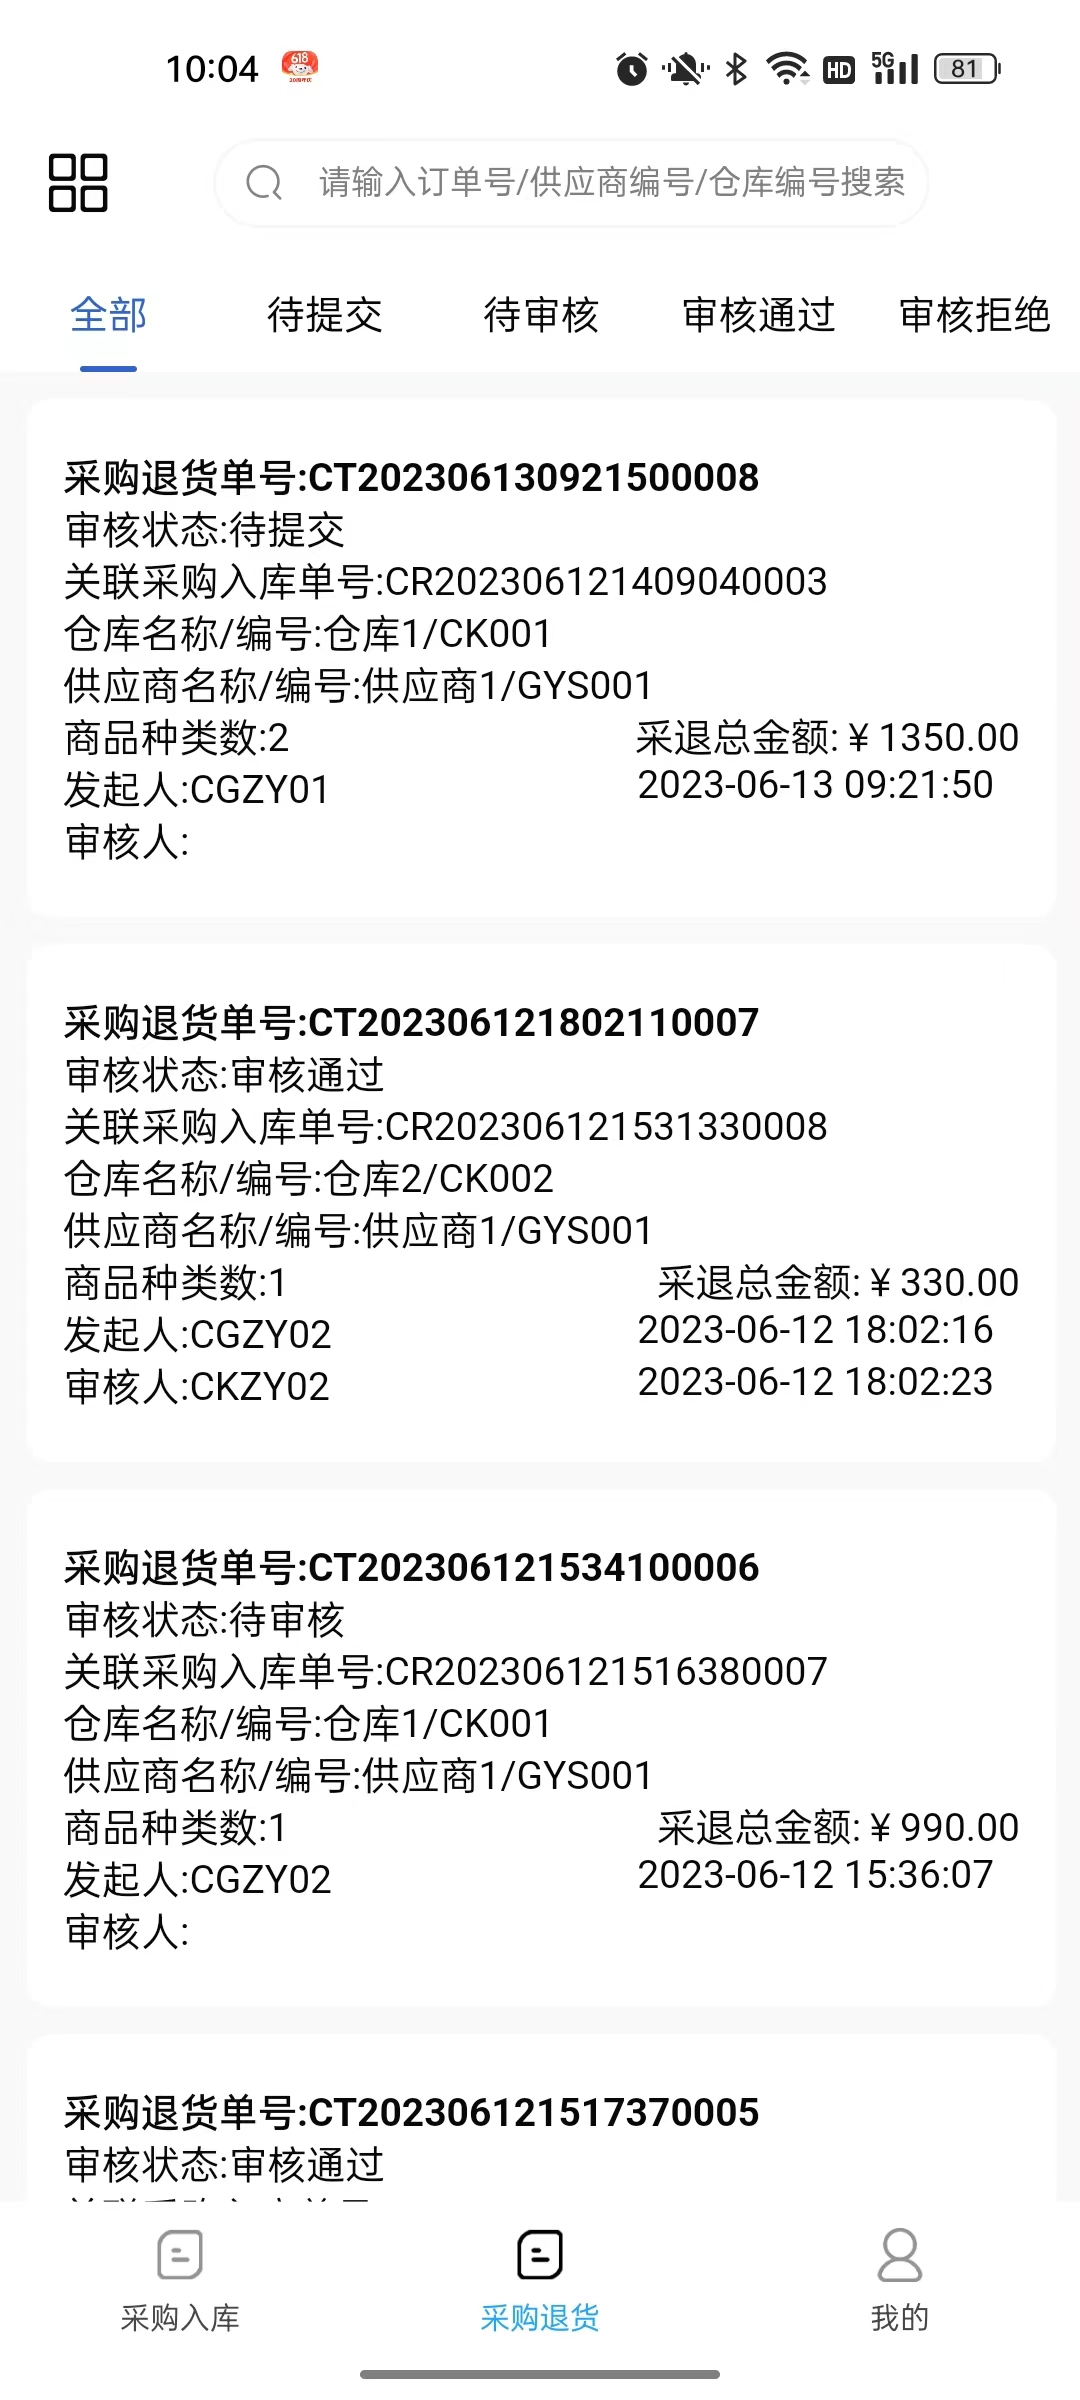 10:04
618
HD 5G 81
请输入订单号/供应商编号/仓库编号搜索
全部 待提交 待审核 审核通过 审核拒绝
采购退货单号:CT202306130921500008
审核状态:待提交
关联采购入库单号:CR202306121409040003
仓库名称/编号:仓库1/CK001
供应商名称/编号:供应商1/GYS001
商品种类数:2 采退总金额:¥1350.00
发起人:CGZY01 2023-06-13 09:21:50
审核人:
采购退货单号:CT202306121802110007
审核状态:审核通过
关联采购入库单号:CR202306121531330008
仓库名称/编号:仓库2/CK002
供应商名称/编号:供应商1/GYS001
商品种类数:1 采退总金额:¥330.00
发起人:CGZY02 2023-06-12 18:02:16
审核人:CKZY02 2023-06-12 18:02:23
采购退货单号:CT202306121534100006
审核状态:待审核
关联采购入库单号:CR202306121516380007
仓库名称/编号:仓库1/CK001
供应商名称/编号:供应商1/GYS001
商品种类数:1 采退总金额:¥990.00
发起人:CGZY02 2023-06-12 15:36:07
审核人:
采购退货单号:CT202306121517370005
审核状态:审核通过
采购入库 采购退货 我的